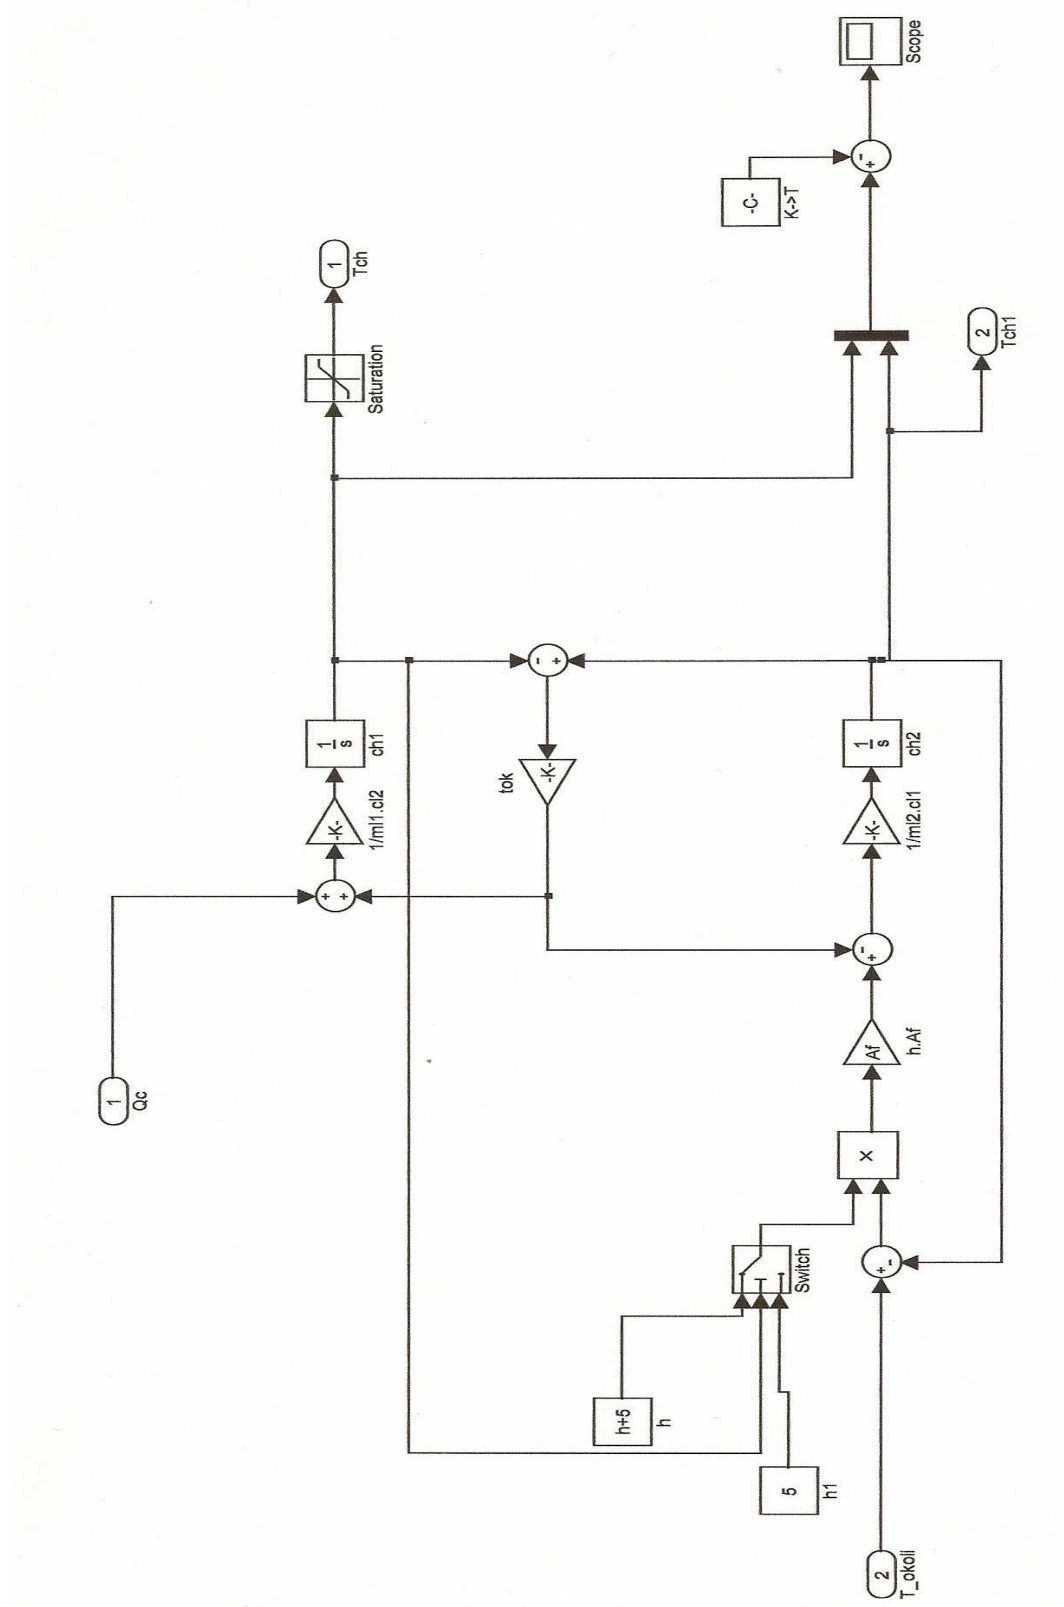 1
Qc
+
+
-K-
1/ml1.cl2
1
s
ch1
Saturation
1
Tch
tok
-K-
-
+
h+5
h
5
h1
Switch
2
T_okoli
+
-
×
Af
h.Af
+
-
-K-
1/ml2.cl1
1
s
ch2
2
Tch1
-C-
K->T
+
-
Scope